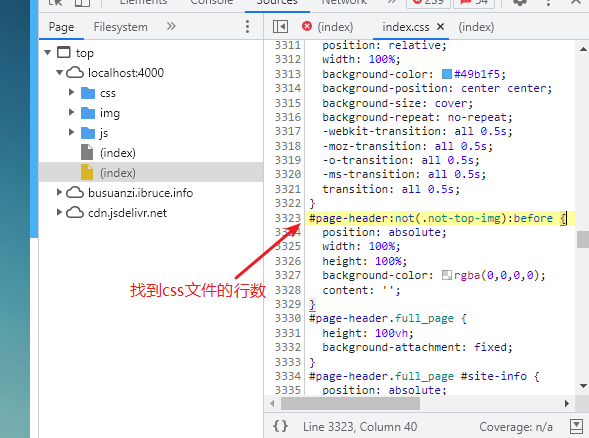 Elements Console Sources Network » 54
Page Filesystem » (index) index.css × (index)
top
localhost:4000
css
img
js
(index)
(index)
busuanzi.ibruce.info
cdn.jsdelivr.net
找到css文件的行数
3311 position: relative;
3312 width: 100%;
3313 background-color: #49b1f5;
3314 background-position: center center;
3315 background-size: cover;
3316 background-repeat: no-repeat;
3317 -webkit-transition: all 0.5s;
3318 -moz-transition: all 0.5s;
3319 -o-transition: all 0.5s;
3320 -ms-transition: all 0.5s;
3321 transition: all 0.5s;
3322 }
3323 #page-header:not(.not-top-img):before {
3324 position: absolute;
3325 width: 100%;
3326 height: 100%;
3327 background-color: rgba(0,0,0,0);
3328 content: '';
3329 }
3330 #page-header.full_page {
3331 height: 100vh;
3332 background-attachment: fixed;
3333 }
3334 #page-header.full_page #site-info {
3335 position: absolute;
{} Line 3323, Column 40 Coverage: n/a